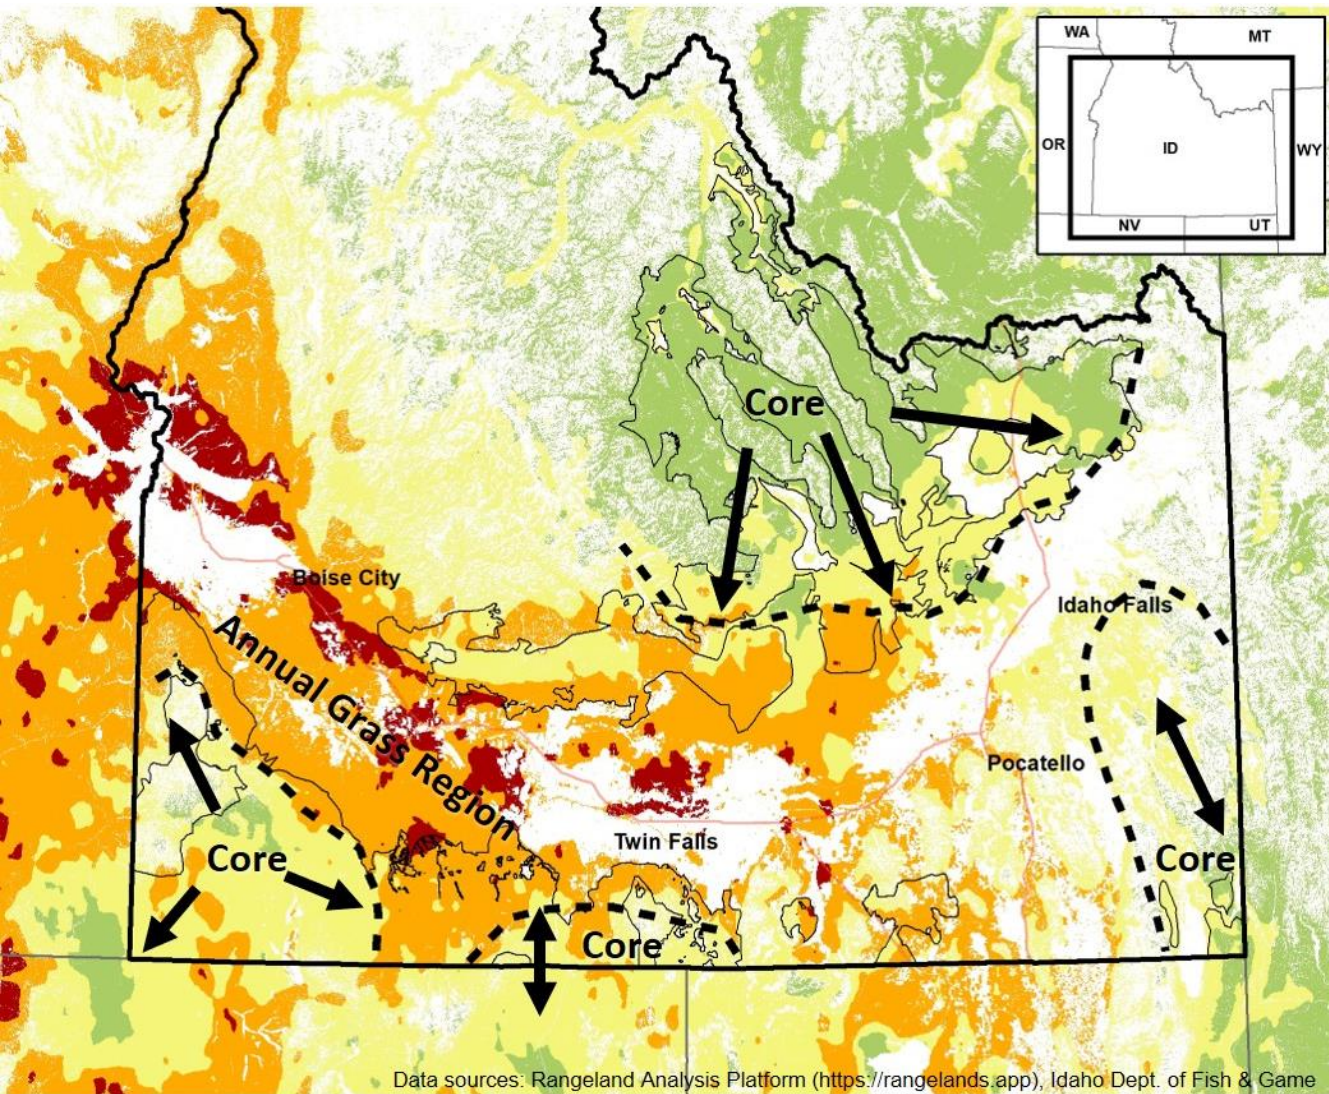 WA
MT
OR
ID
WY
NV
UT
Core
Boise City
Idaho Falls
Annual Grass Region
Pocatello
Twin Falls
Core
Core
Core
Data sources: Rangeland Analysis Platform (https://rangelands.app), Idaho Dept. of Fish & Game